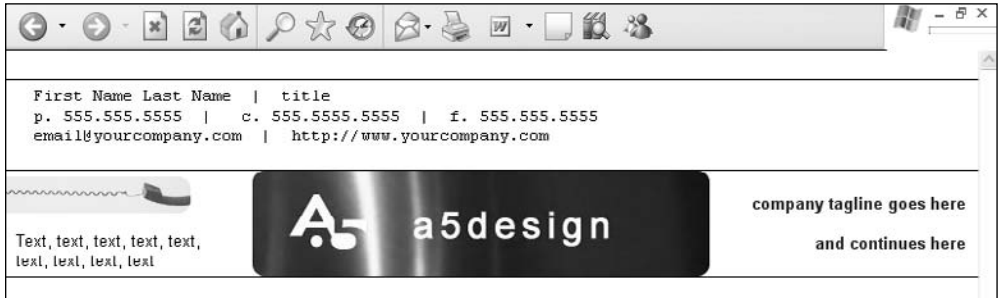 First Name Last Name | title
p. 555.555.5555 | c. 555.5555.5555 | f. 555.555.5555
email@yourcompany.com | http://www.yourcompany.com
Text, text, text, text, text,
text, text, text, text
A5
a5design
company tagline goes here
and continues here